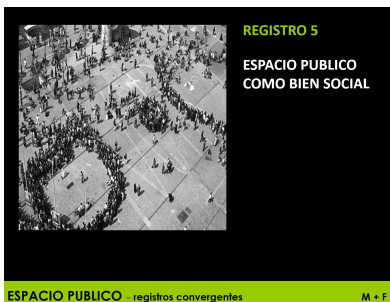 REGISTRO 5
ESPACIO PUBLICO
COMO BIEN SOCIAL
ESPACIO PUBLICO - registros convergentes
M + F